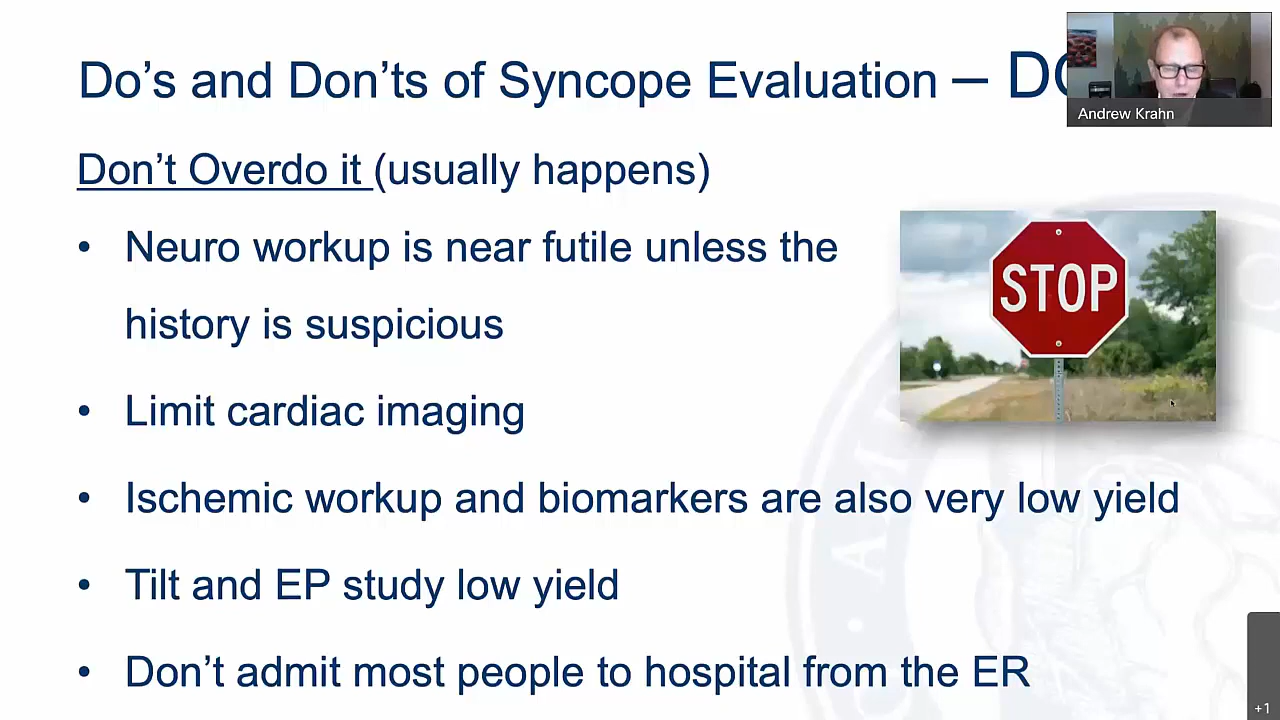 Do’s and Don’ts of Syncope Evaluation –
Andrew Krahn
Don’t Overdo it (usually happens)
• Neuro workup is near futile unless the
history is suspicious
STOP
• Limit cardiac imaging
• Ischemic workup and biomarkers are also very low yield
• Tilt and EP study low yield
• Don’t admit most people to hospital from the ER
+1